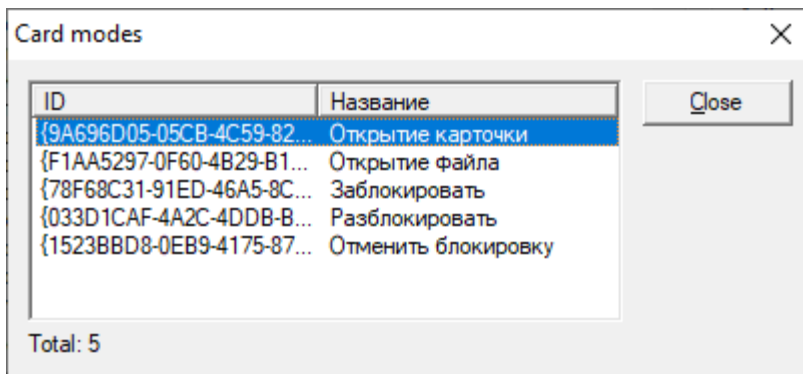 Card modes
ID Название
{9A696D05-05CB-4C59-82... Открытие карточки
{F1AA5297-0F60-4B29-B1... Открытие файла
{78F68C31-91ED-46A5-8C... Заблокировать
{033D1CAF-4A2C-4DDB-B... Разблокировать
{1523BBD8-0EB9-4175-87... Отменить блокировку
Close
Total: 5